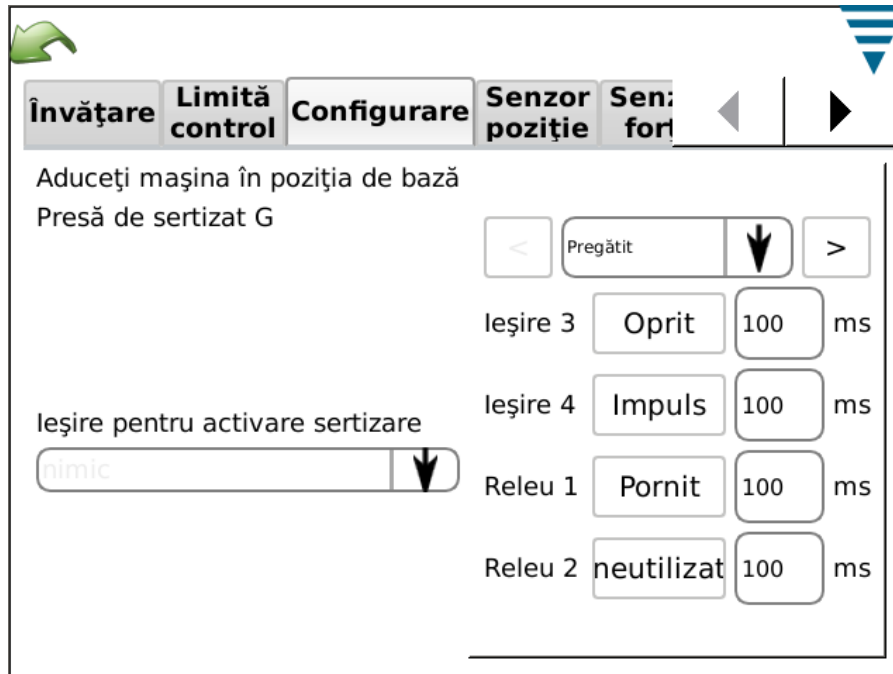 Învăţare
Limită
control
Configurare
Senzor
poziţie
Aduceţi maşina în poziţia de bază
Presă de sertizat G
< Pregătit >
Ieşire 3 Oprit 100 ms
Ieşire 4 Impuls 100 ms
Ieşire pentru activare sertizare
nimic
Releu 1 Pornit 100 ms
Releu 2 neutilizat 100 ms